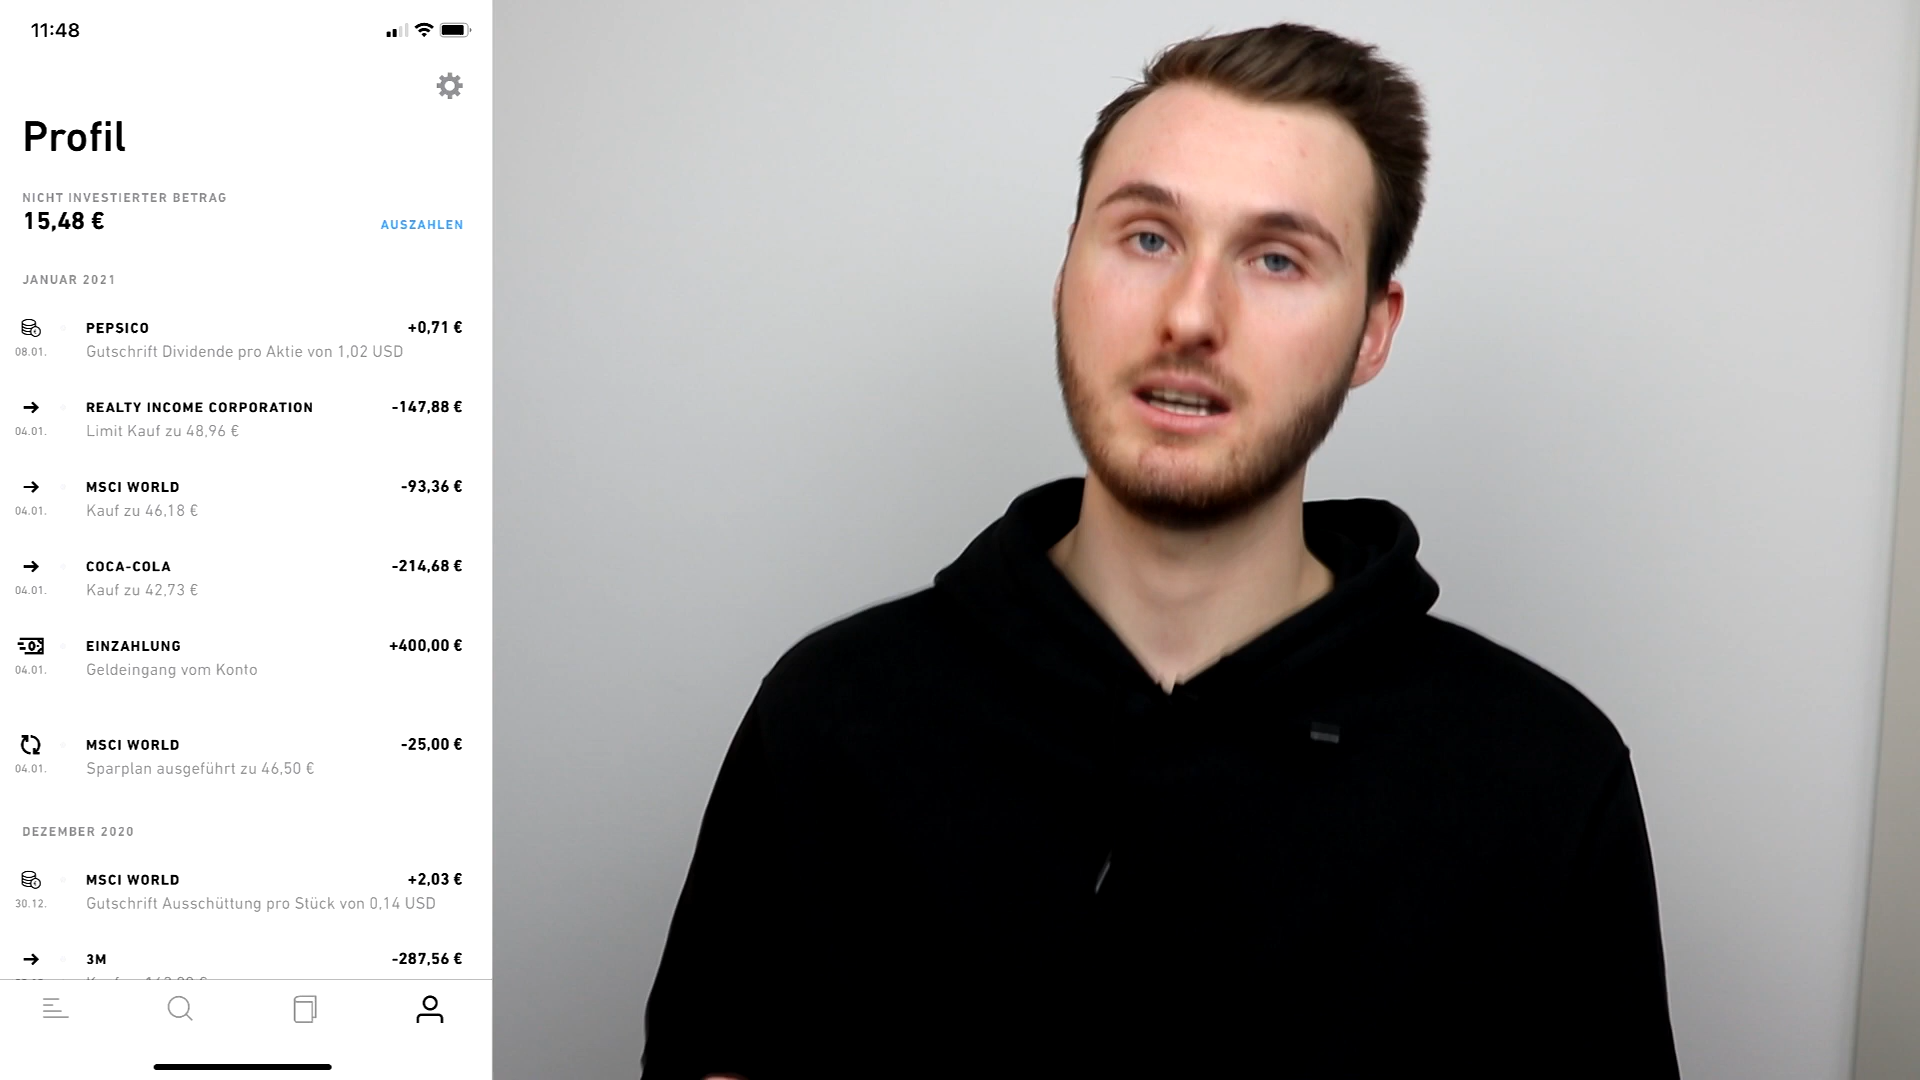 11:48
Profil
NICHT INVESTIERTER BETRAG
15,48 €
AUSZAHLEN
JANUAR 2021
PEPSICO
+0,71 €
08.01.
Gutschrift Dividende pro Aktie von 1,02 USD
REALTY INCOME CORPORATION
-147,88 €
04.01.
Limit Kauf zu 48,96 €
MSCI WORLD
-93,36 €
04.01.
Kauf zu 46,18 €
COCA-COLA
-214,68 €
04.01.
Kauf zu 42,73 €
EINZAHLUNG
+400,00 €
04.01.
Geldeingang vom Konto
MSCI WORLD
-25,00 €
04.01.
Sparplan ausgeführt zu 46,50 €
DEZEMBER 2020
MSCI WORLD
+2,03 €
30.12.
Gutschrift Ausschüttung pro Stück von 0,14 USD
3M
-287,56 €